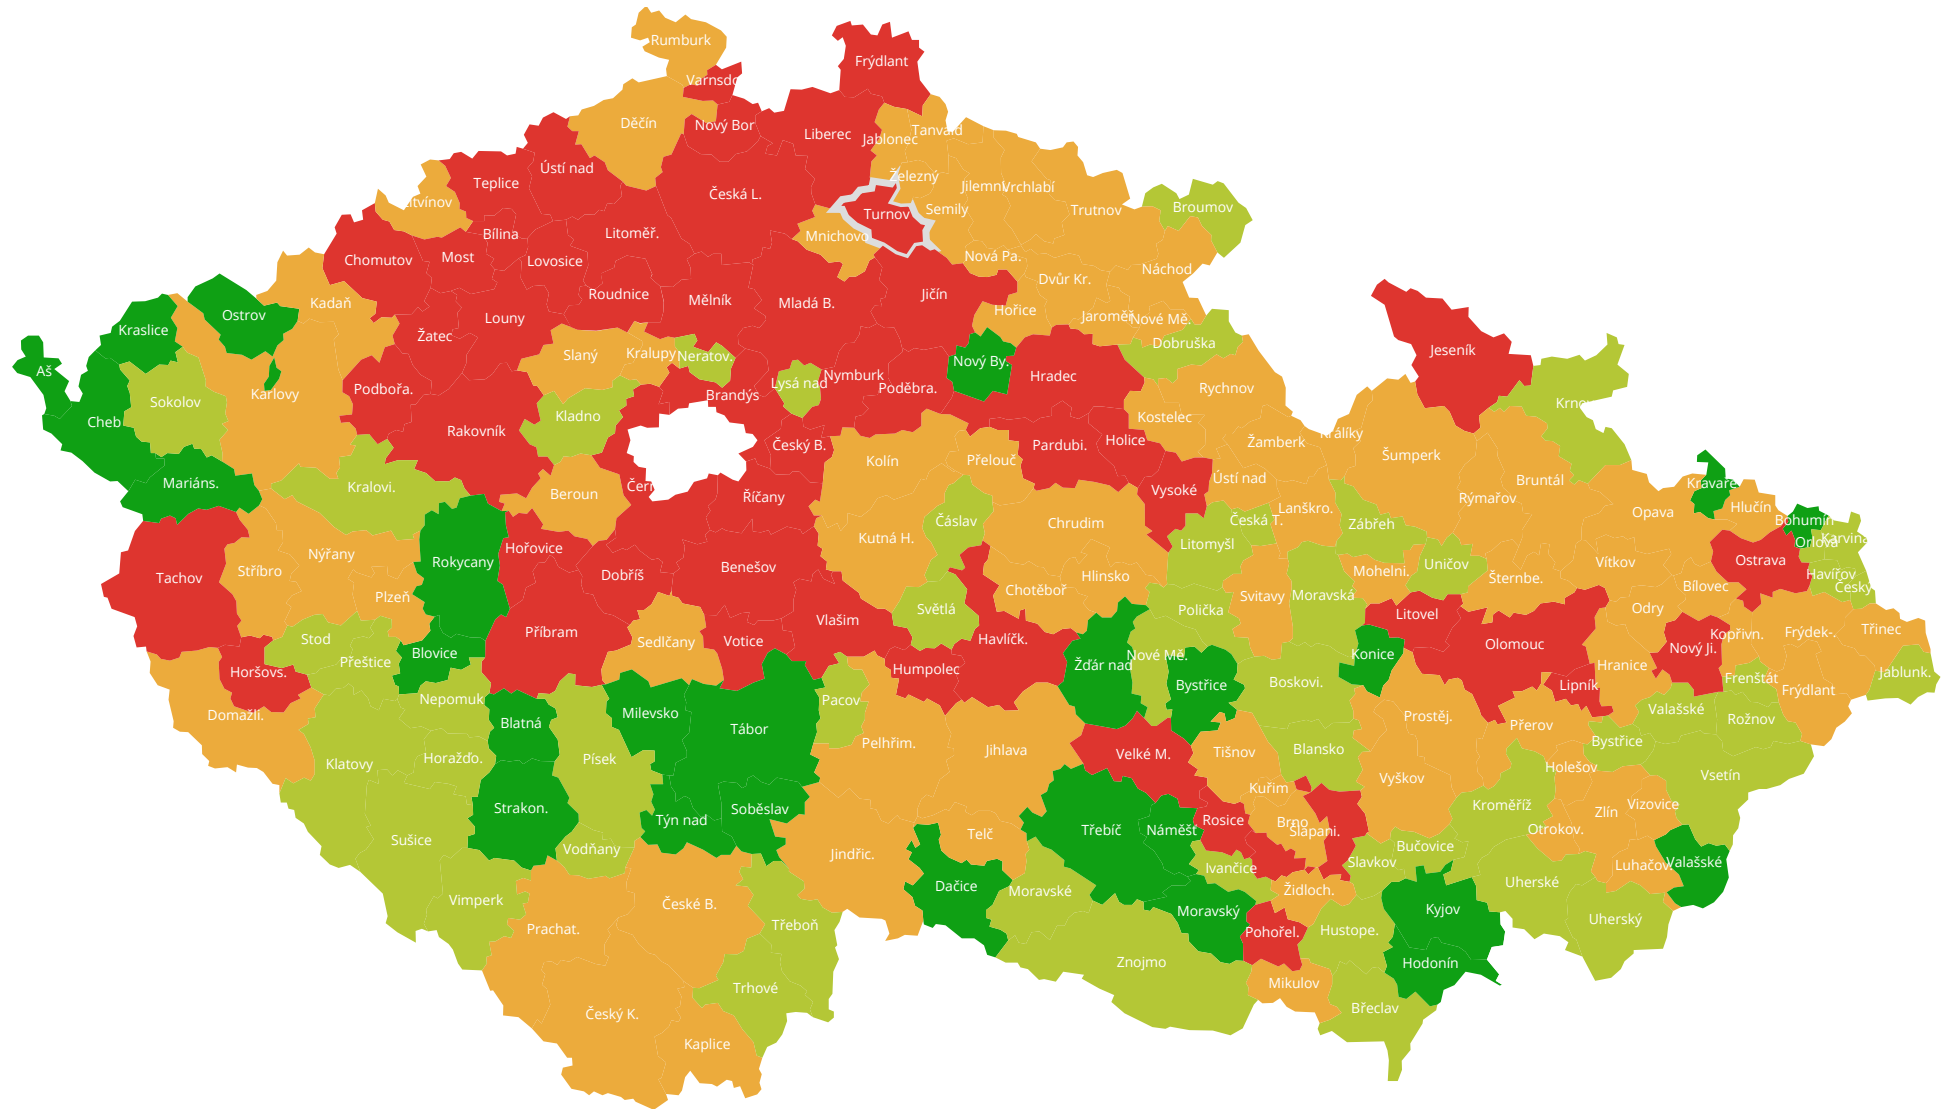 Rumburk
Frýdlant
Varnsdo
Děčín
Nový Bor
Liberec
Jablonec
Tanvald
Ústí nad
Teplice
Česká L.
Železný
Jilemni
Vrchlabí
tvínov
Turnov
Semily
Trutnov
Broumov
Bílina
Litoměř.
Mnichovo
Most
Chomutov
Lovosice
Nová Pa.
Náchod
Dvůr Kr.
Roudnice
Mělník
Mladá B.
Jičín
Kadaň
Ostrov
Louny
Hořice
Jaroměř
Nové Mě.
Kraslice
Žatec
Slaný
Kralupy
Neratov.
Dobruška
Jeseník
Aš
Nový By.
Nymburk
Hradec
Lysá nad
Poděbra.
Podbořa.
Karlovy
Brandýs
Rychnov
Sokolov
Krno
Kladno
Kostelec
Cheb
Rakovník
Český B.
Pardubi.
Holice
Žamberk
Králíky
Šumperk
Kolín
Přelouč
Mariáns.
Kralovi.
Beroun
Čern
Říčany
Vysoké
Ústí nad
Bruntál
Rýmařov
Kravaře
Lanškro.
Hlučín
Opava
Čáslav
Chrudim
Česká T.
Zábřeh
Bohumín
Kutná H.
Karviná
Orlová
Litomyšl
Hořovice
Nýřany
Rokycany
Stříbro
Tachov
Dobříš
Benešov
Hlinsko
Chotěboř
Mohelni.
Uničov
Šternbe.
Vítkov
Ostrava
Havířov
Bílovec
Český
Plzeň
Svitavy
Moravská
Světlá
Polička
Litovel
Odry
Vlašim
Příbram
Sedlčany
Votice
Havlíčk.
Stod
Blovice
Přeštice
Olomouc
Konice
Nový Ji.
Kopřivn.
Frýdek-.
Třinec
Horšovs.
Humpolec
Žďár nad
Nové Mě.
Bystřice
Boskovi.
Hranice
Lipník
Frenštát
Frýdlant
Jablunk.
Nepomuk
Pacov
Milevsko
Domažli.
Blatná
Tábor
Prostěj.
Přerov
Valašské
Rožnov
Pelhřim.
Jihlava
Velké M.
Tišnov
Blansko
Bystřice
Horažďo.
Písek
Klatovy
Vyškov
Holešov
Vsetín
Kuřim
Strakon.
Soběslav
Týn nad
Kroměříž
Vizovice
Zlín
Telč
Třebíč
Náměšť
Rosice
Brno
Šlapani.
Otrokov.
Sušice
Vodňany
Jindřic.
Bučovice
Slavkov
Ivančice
Luhačov.
Valašské
Dačice
Moravské
Židloch.
Uherské
Vimperk
České B.
Moravský
Kyjov
Uherský
Třeboň
Prachat.
Pohořel.
Hustope.
Znojmo
Hodonín
Mikulov
Trhové
Břeclav
Český K.
Kaplice